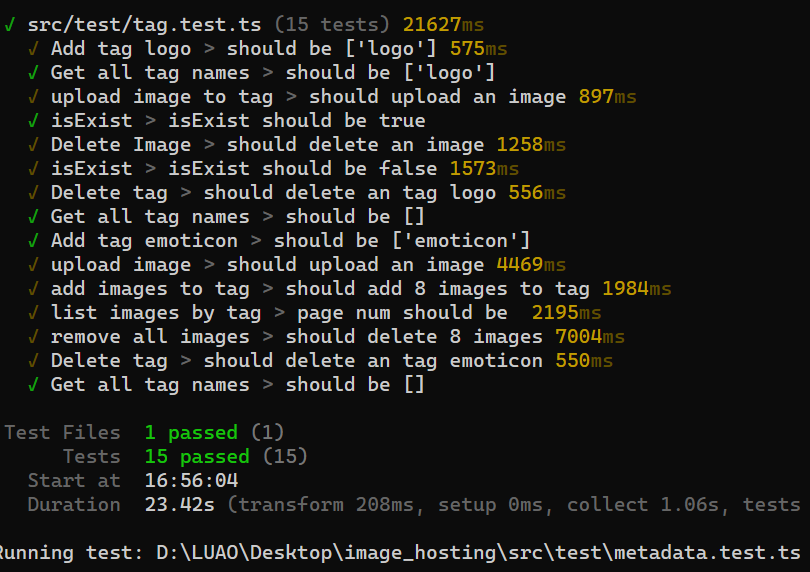 √ src/test/tag.test.ts (15 tests) 21627ms
√ Add tag logo > should be ['logo'] 575ms
√ Get all tag names > should be ['logo']
√ upload image to tag > should upload an image 897ms
√ isExist > isExist should be true
√ Delete Image > should delete an image 1258ms
√ isExist > isExist should be false 1573ms
√ Delete tag > should delete an tag logo 556ms
√ Get all tag names > should be []
√ Add tag emoticon > should be ['emoticon']
√ upload image > should upload an image 4469ms
√ add images to tag > should add 8 images to tag 1984ms
√ list images by tag > page num should be  2195ms
√ remove all images > should delete 8 images 7004ms
√ Delete tag > should delete an tag emoticon 550ms
√ Get all tag names > should be []
Test Files 1 passed (1)
Tests 15 passed (15)
Start at 16:56:04
Duration 23.42s (transform 208ms, setup 0ms, collect 1.06s, tests
Running test: D:\LUAO\Desktop\image_hosting\src\test\metadata.test.ts